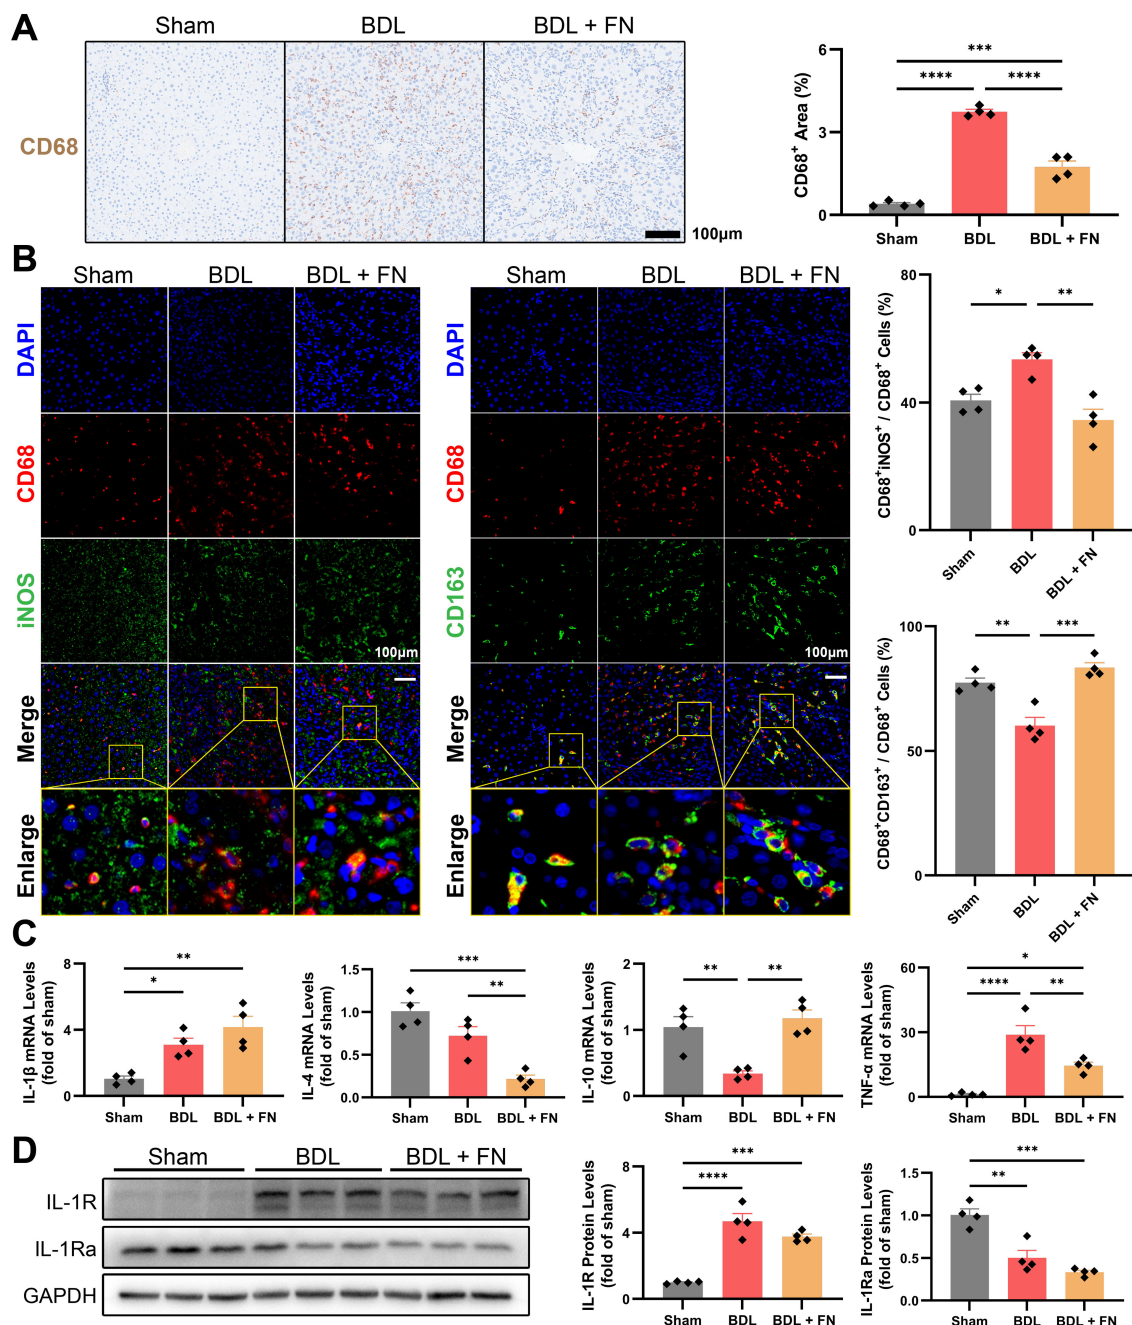 A
Sham BDL BDL + FN
CD68
100μm
CD68⁺ Area (%)
6
3
0
*** 
**** ****
Sham BDL BDL + FN
B
Sham BDL BDL + FN
DAPI
CD68
iNOS
100μm
Merge
Enlarge
Sham BDL BDL + FN
DAPI
CD68
CD163
100μm
Merge
Enlarge
CD68⁺iNOS⁺ / CD68⁺ Cells (%)
80
40
0
* **
Sham BDL BDL + FN
CD68⁺CD163⁺ / CD68⁺ Cells (%)
100
50
0
** ***
Sham BDL BDL + FN
C
IL-1β mRNA Levels
(fold of sham)
8
4
0
**
*
Sham BDL BDL + FN
IL-4 mRNA Levels
(fold of sham)
1.5
1.0
0.5
0.0
***
**
Sham BDL BDL + FN
IL-10 mRNA Levels
(fold of sham)
2
1
0
** **
Sham BDL BDL + FN
TNF-α mRNA Levels
(fold of sham)
60
30
0
*
**** **
Sham BDL BDL + FN
D
Sham BDL BDL + FN
IL-1R
IL-1Ra
GAPDH
IL-1R Protein Levels
(fold of sham)
8
4
0
***
****
Sham BDL BDL + FN
IL-1Ra Protein Levels
(fold of sham)
1.5
1.0
0.5
0.0
***
**
Sham BDL BDL + FN